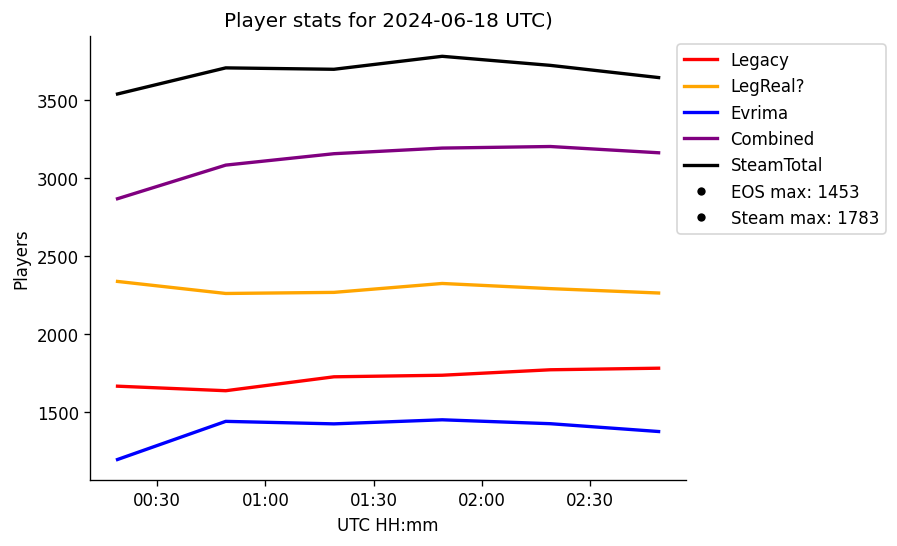 Player stats for 2024-06-18 UTC)
Legacy
LegReal?
Evrima
Combined
SteamTotal
EOS max: 1453
Steam max: 1783
Players
3500
3000
2500
2000
1500
00:30 01:00 01:30 02:00 02:30
UTC HH:mm